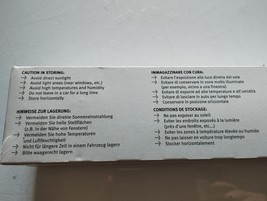 CAUTION IN STORING:
→ Avoid direct sunlight
→ Avoid light areas (near windows, etc.)
→ Avoid high temperatures and humidity
→ Do not leave in a car for a long time
→ Store horizontally
HINWEISE ZUR LAGERUNG:
→ Vermeiden Sie direkte Sonneneinstrahlung
→ Vermeiden Sie helle Stellflächen
(z.B. in der Nähe von Fenstern)
→ Vermeiden Sie hohe Temperaturen
und Luftfeuchtigkeit
→ Nicht für längere Zeit in einem Fahrzeug lagern
→ Bitte waagerecht lagern
IMMAGAZZINARE CON CURA:
→ Evitare l'esposizione alla luce diretta del sole
→ Evitare di conservare in zone molto illuminate
(per esempio, vicino a una finestra)
→ Evitare di esporre ad alte temperature e all'umidità
→ Evitare di lasciare in auto per lungo tempo
→ Conservare in posizione orizzontale
CONDITIONS DE STOCKAGE:
→ Ne pas exposer au soleil
→ Eviter les endroits exposés à la lumière
(près d'une fenêtre, etc...)
→ Eviter les zones à température élevée ou humide
→ Ne pas laisser en voiture trop longtemps
→ Stocker horizontalement